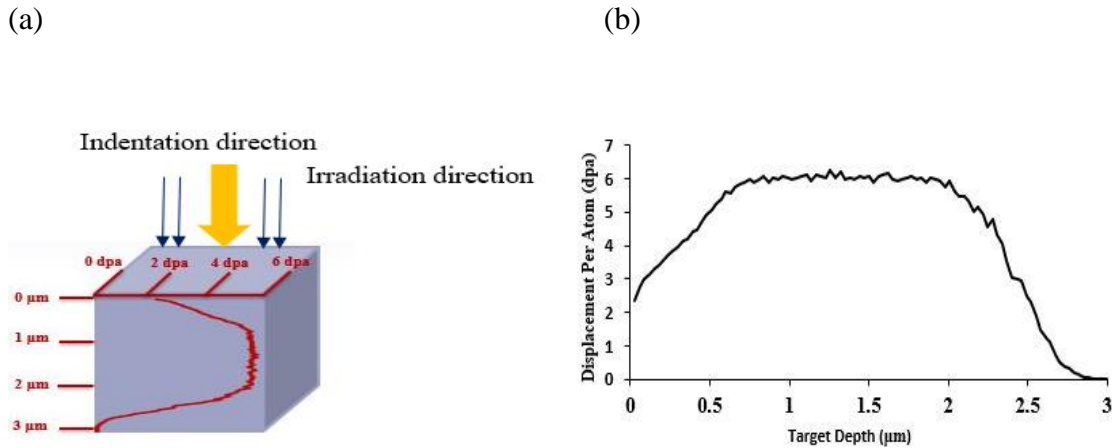 (a)
(b)
Indentation direction
Irradiation direction
0 dpa
2 dpa
4 dpa
6 dpa
0 µm
1 µm
2 µm
3 µm
Displacement Per Atom (dpa)
7
6
5
4
3
2
1
0
0
0.5
1
1.5
2
2.5
3
Target Depth (µm)